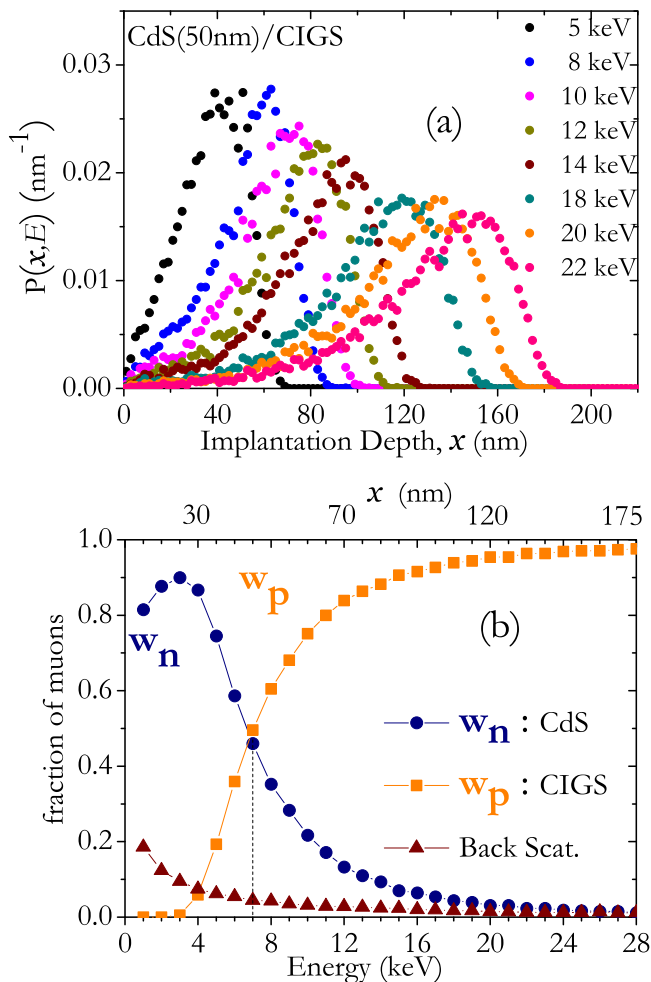 CdS(50nm)/CIGS
(a)
5 keV
8 keV
10 keV
12 keV
14 keV
18 keV
20 keV
22 keV
P(x,E) (nm⁻¹)
0.03
0.02
0.01
0.00
0 40 80 120 160 200
Implantation Depth, x (nm)
x (nm)
30 70 120 175
fraction of muons
1.0
0.8
0.6
0.4
0.2
0.0
wn
wp
(b)
wn : CdS
wp : CIGS
Back Scat.
0 4 8 12 16 20 24 28
Energy (keV)